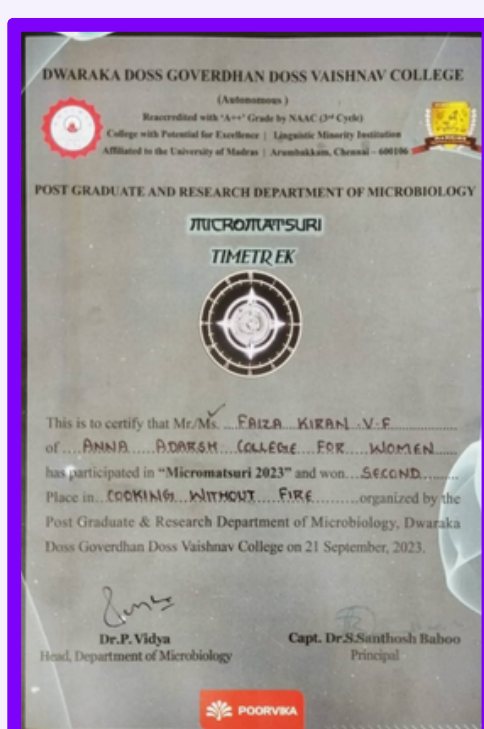 DWARAKA DOSS GOVERDHAN DOSS VAISHNAV COLLEGE
(Autonomous)
Reaccredited with 'A++' Grade by NAAC (3rd Cycle)
College with Potential for Excellence | Linguistic Minority Institution
Affiliated to the University of Madras | Arumbakkam, Chennai – 600106
POST GRADUATE AND RESEARCH DEPARTMENT OF MICROBIOLOGY
MICROMATSURI
TIMETREK
This is to certify that Mr./Ms. FAIZA KIRAN .V.F
of ANNA ADARSH COLLEGE FOR WOMEN
has participated in "Micromatsuri 2023" and won SECOND
Place in COOKING WITHOUT FIRE organized by the
Post Graduate & Research Department of Microbiology, Dwaraka
Doss Goverdhan Doss Vaishnav College on 21 September, 2023.
Dr.P. Vidya
Head, Department of Microbiology
Capt. Dr.S.Santhosh Baboo
Principal
POORVIKA